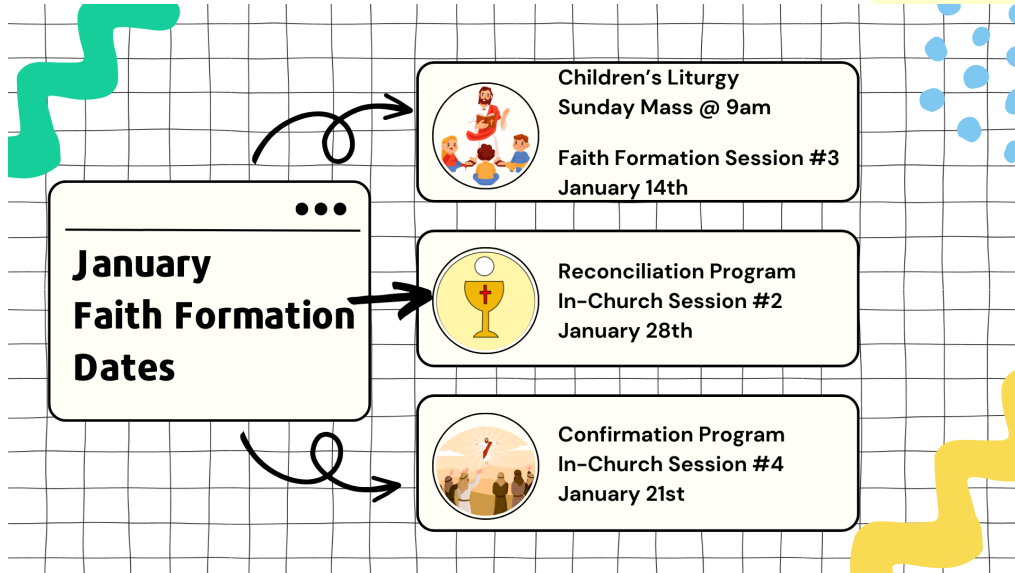 January
Faith Formation
Dates
Children's Liturgy
Sunday Mass @ 9am
Faith Formation Session #3
January 14th
Reconciliation Program
In-Church Session #2
January 28th
Confirmation Program
In-Church Session #4
January 21st